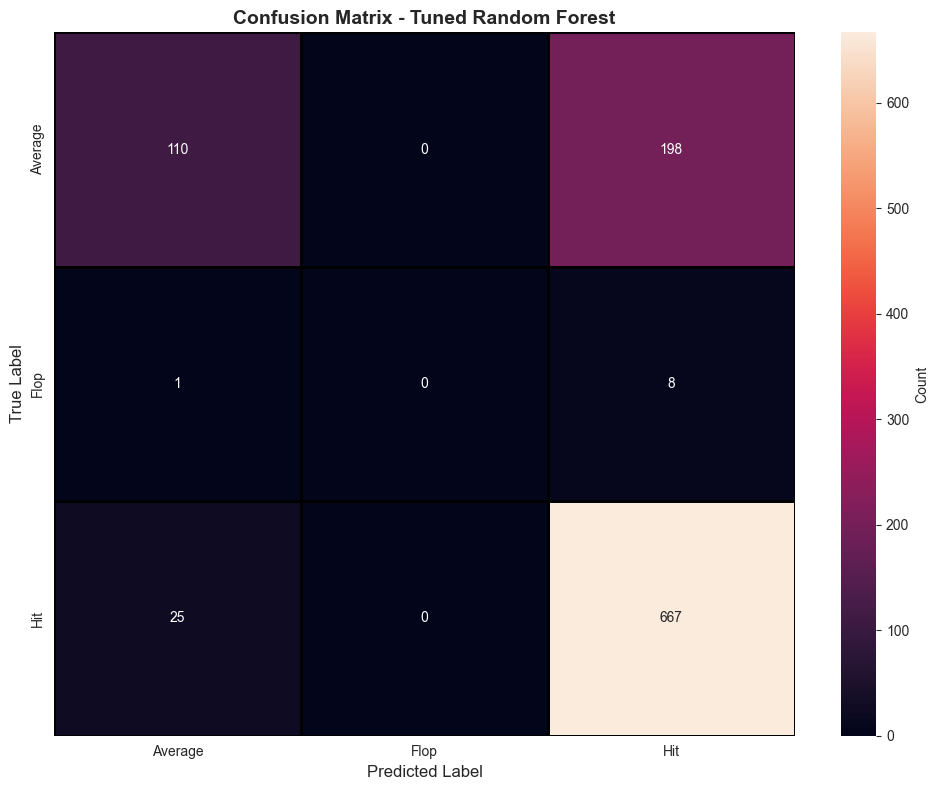 Confusion Matrix - Tuned Random Forest
True Label
Average
110 0 198
Flop
1 0 8
Hit
25 0 667
Average Flop Hit
Predicted Label
600
500
400
300
200
100
0
Count